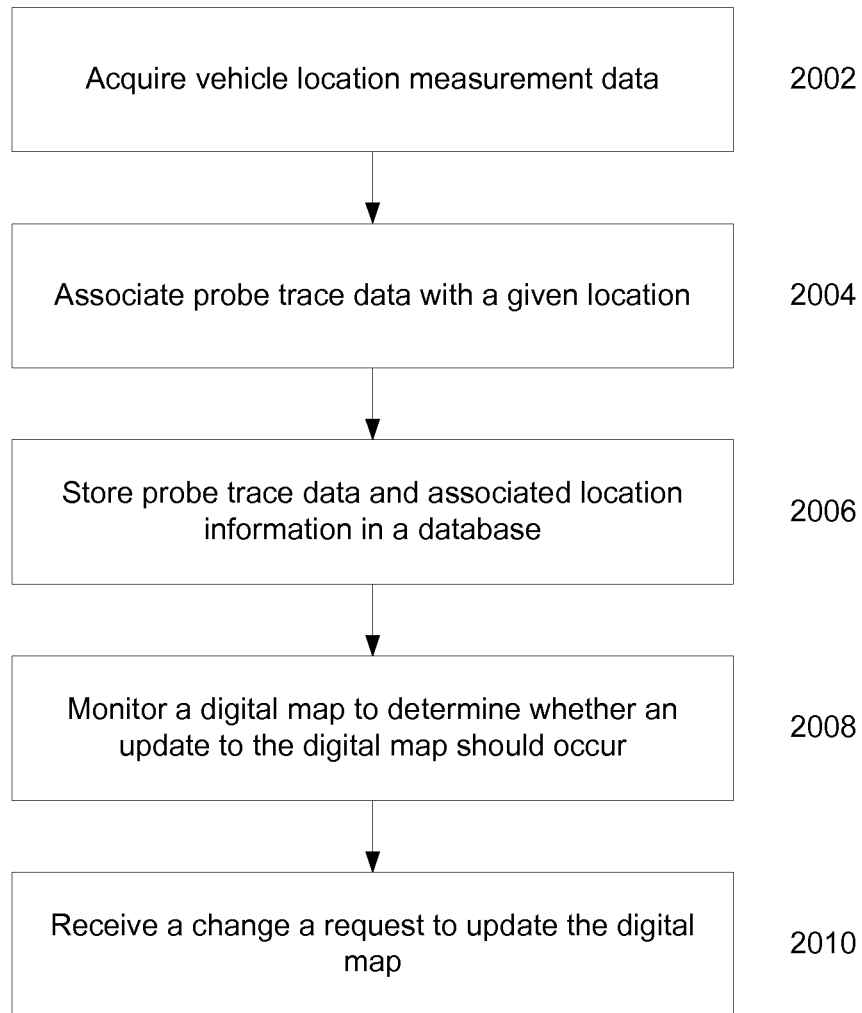 Acquire vehicle location measurement data
2002
Associate probe trace data with a given location
2004
Store probe trace data and associated location
information in a database
2006
Monitor a digital map to determine whether an
update to the digital map should occur
2008
Receive a change a request to update the digital
map
2010